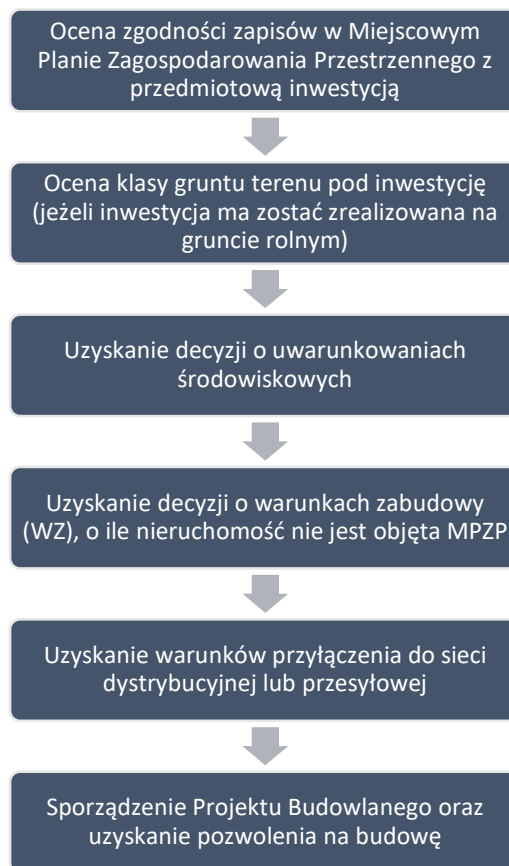 Ocena zgodności zapisów w Miejscowym
Planie Zagospodarowania Przestrzennego z
przedmiotową inwestycją
Ocena klasy gruntu terenu pod inwestycję
(jeżeli inwestycja ma zostać zrealizowana na
gruncie rolnym)
Uzyskanie decyzji o uwarunkowaniach
środowiskowych
Uzyskanie decyzji o warunkach zabudowy
(WZ), o ile nieruchomość nie jest objęta MPZP
Uzyskanie warunków przyłączenia do sieci
dystrybucyjnej lub przesyłowej
Sporządzenie Projektu Budowlanego oraz
uzyskanie pozwolenia na budowę